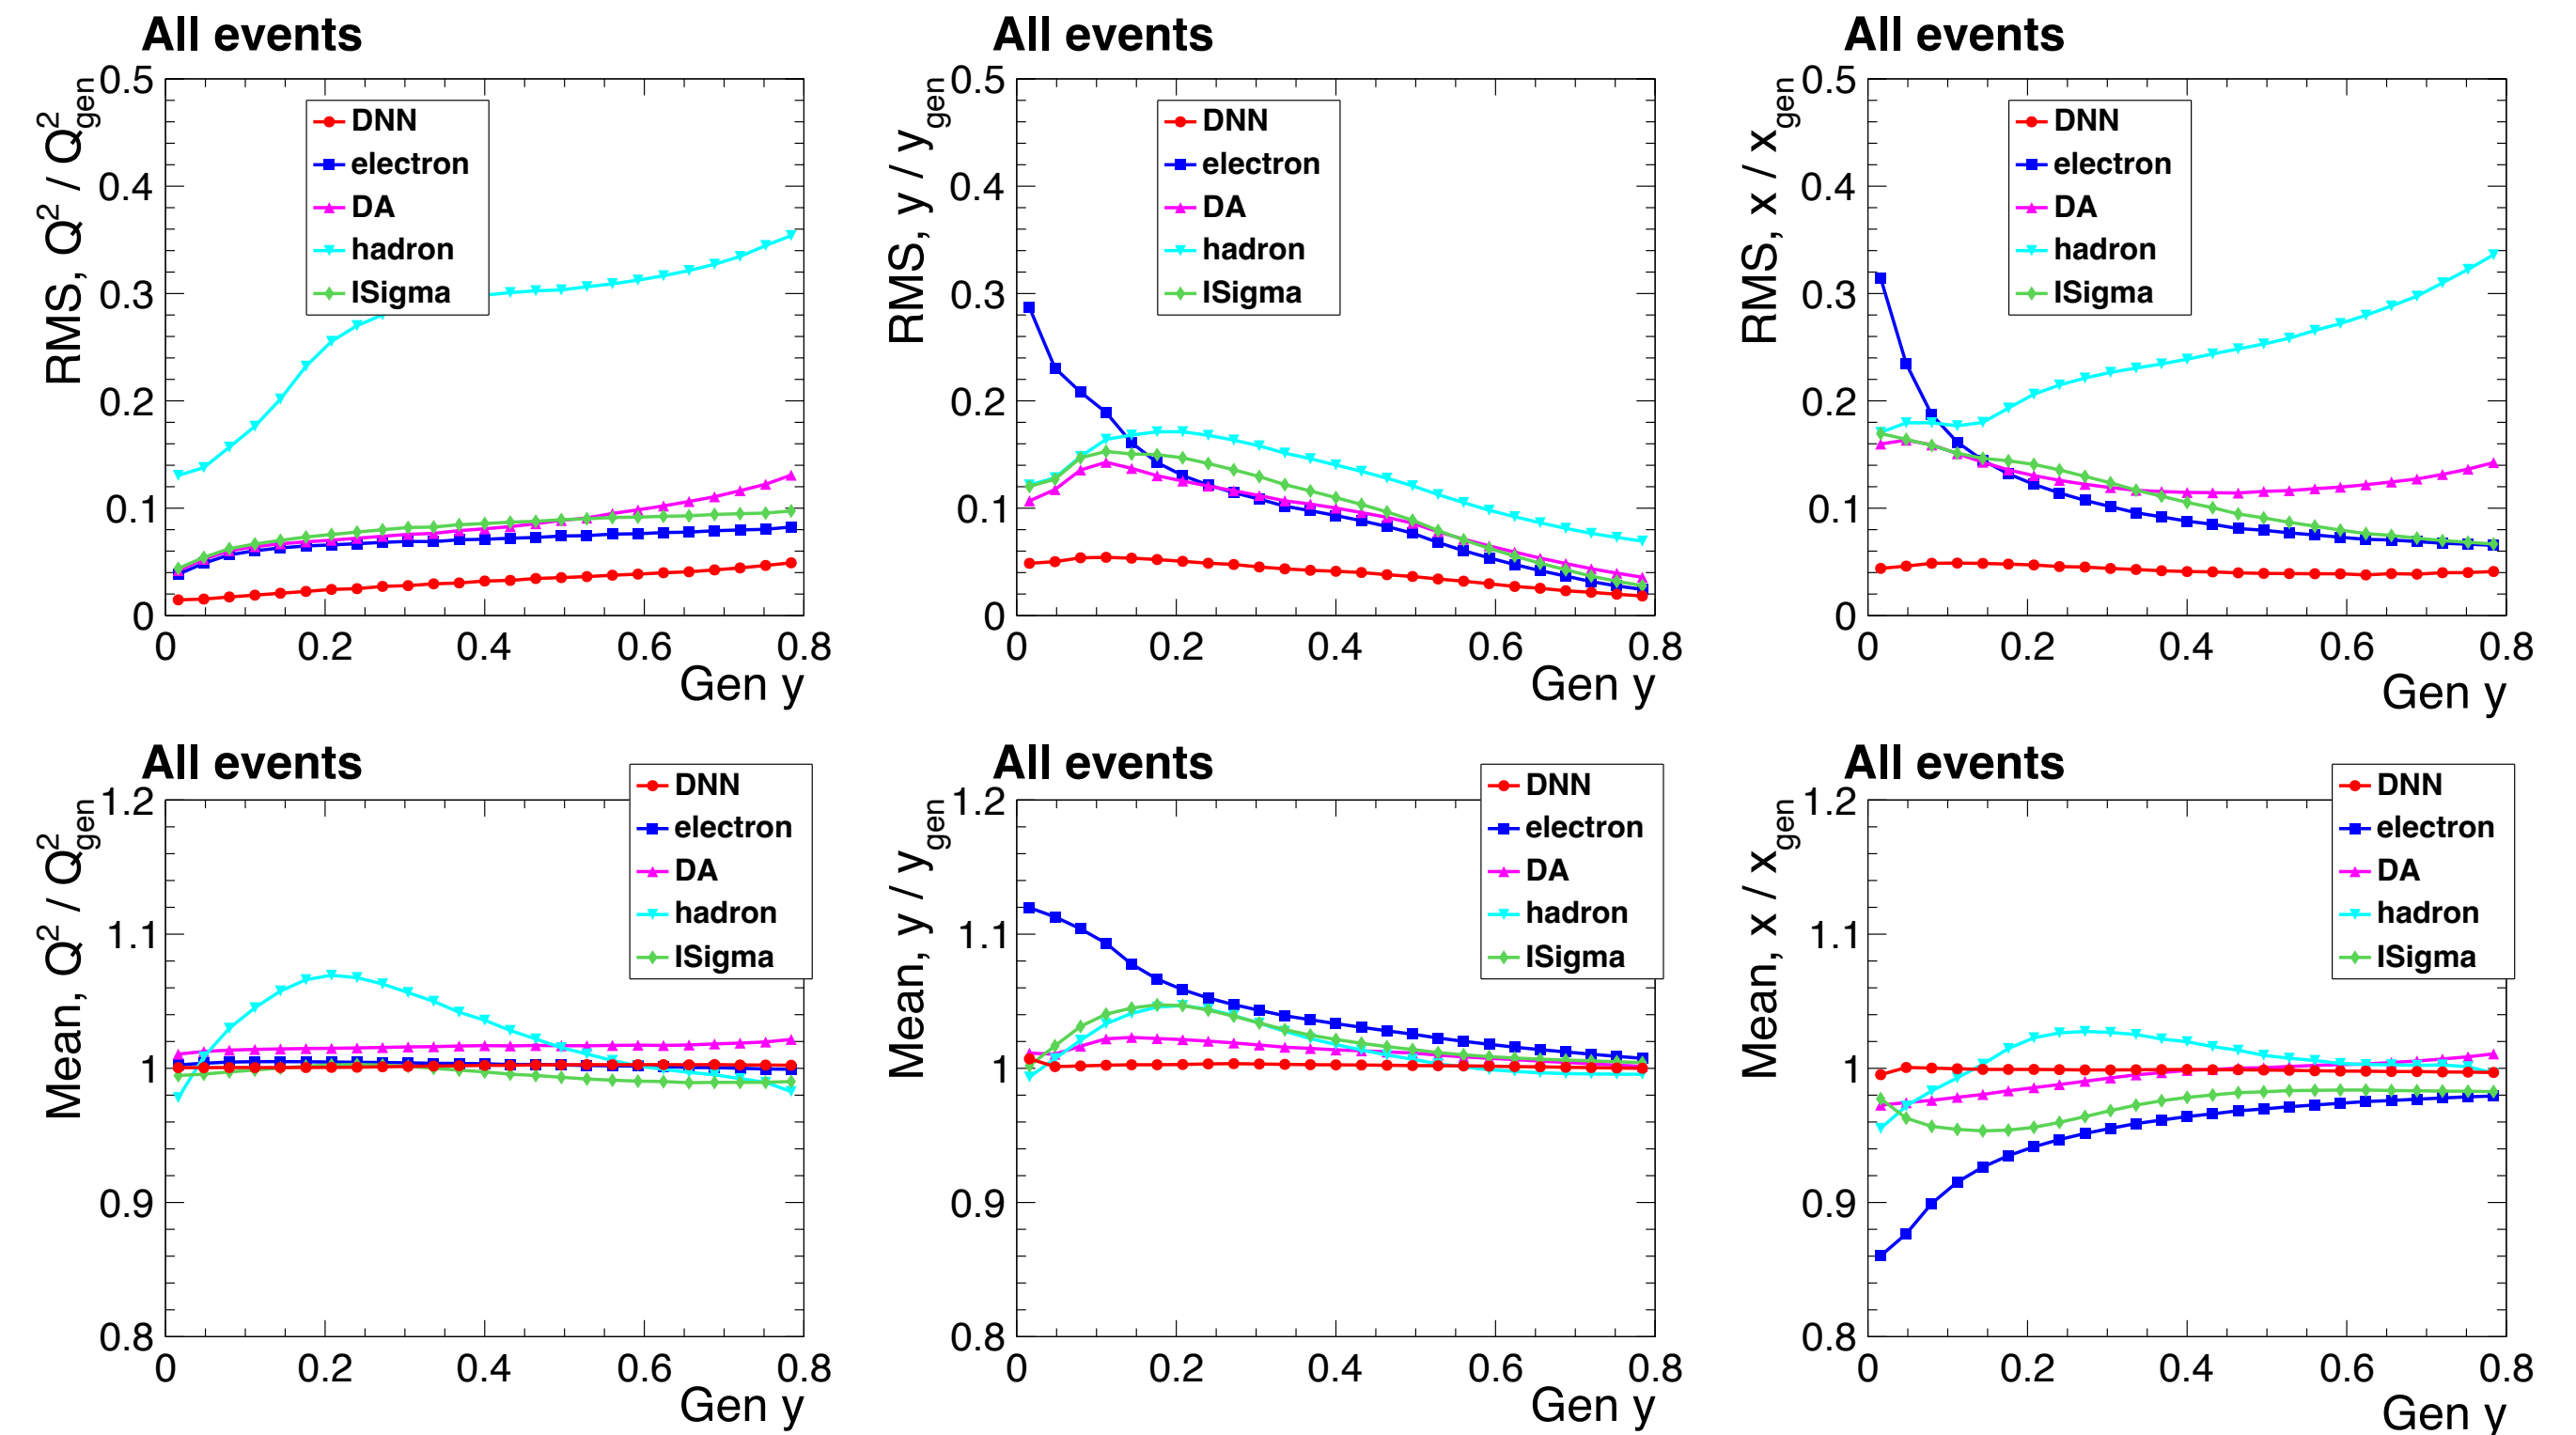 All events
RMS, Q² / Q²gen
0.5
0.4
0.3
0.2
0.1
0
DNN
electron
DA
hadron
ISigma
0 0.2 0.4 0.6 0.8
Gen y
All events
RMS, y / ygen
0.5
0.4
0.3
0.2
0.1
0
DNN
electron
DA
hadron
ISigma
0 0.2 0.4 0.6 0.8
Gen y
All events
RMS, x / xgen
0.5
0.4
0.3
0.2
0.1
0
DNN
electron
DA
hadron
ISigma
0 0.2 0.4 0.6 0.8
Gen y
All events
Mean, Q² / Q²gen
1.2
1.1
1
0.9
0.8
DNN
electron
DA
hadron
ISigma
0 0.2 0.4 0.6 0.8
Gen y
All events
Mean, y / ygen
1.2
1.1
1
0.9
0.8
DNN
electron
DA
hadron
ISigma
0 0.2 0.4 0.6 0.8
Gen y
All events
Mean, x / xgen
1.2
1.1
1
0.9
0.8
DNN
electron
DA
hadron
ISigma
0 0.2 0.4 0.6 0.8
Gen y